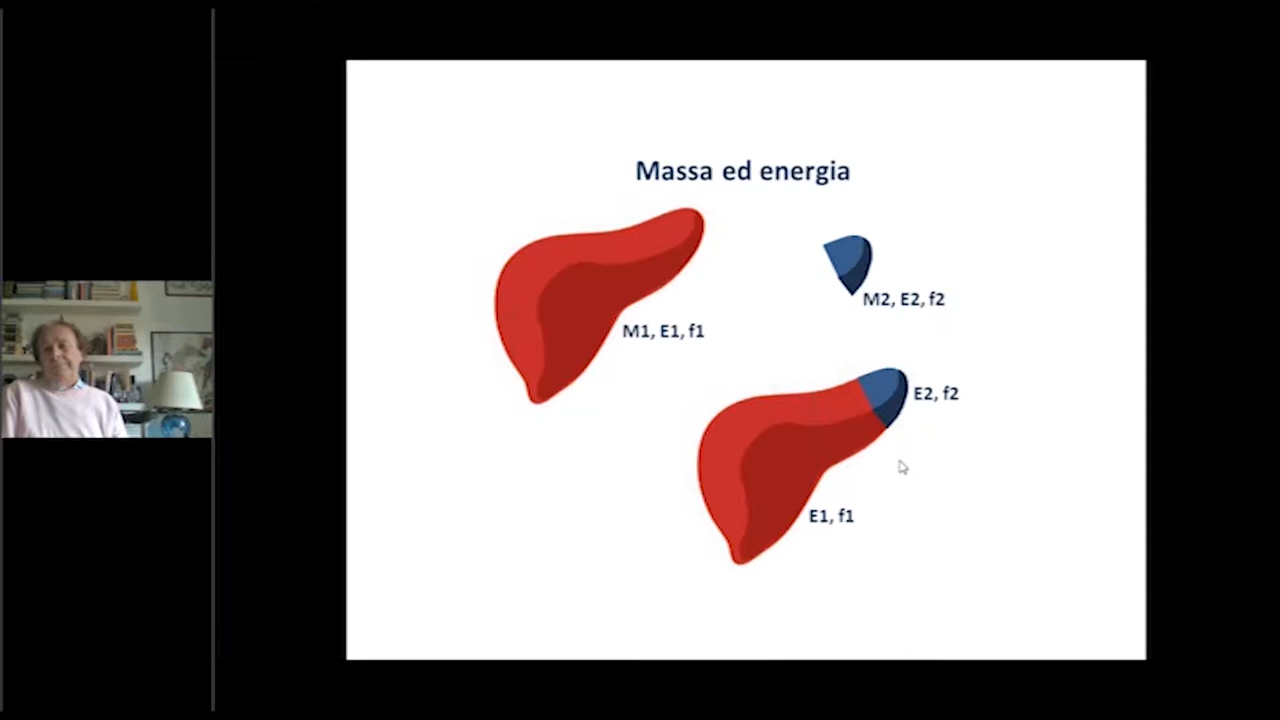 Massa ed energia
M2, E2, f2
M1, E1, f1
E2, f2
E1, f1